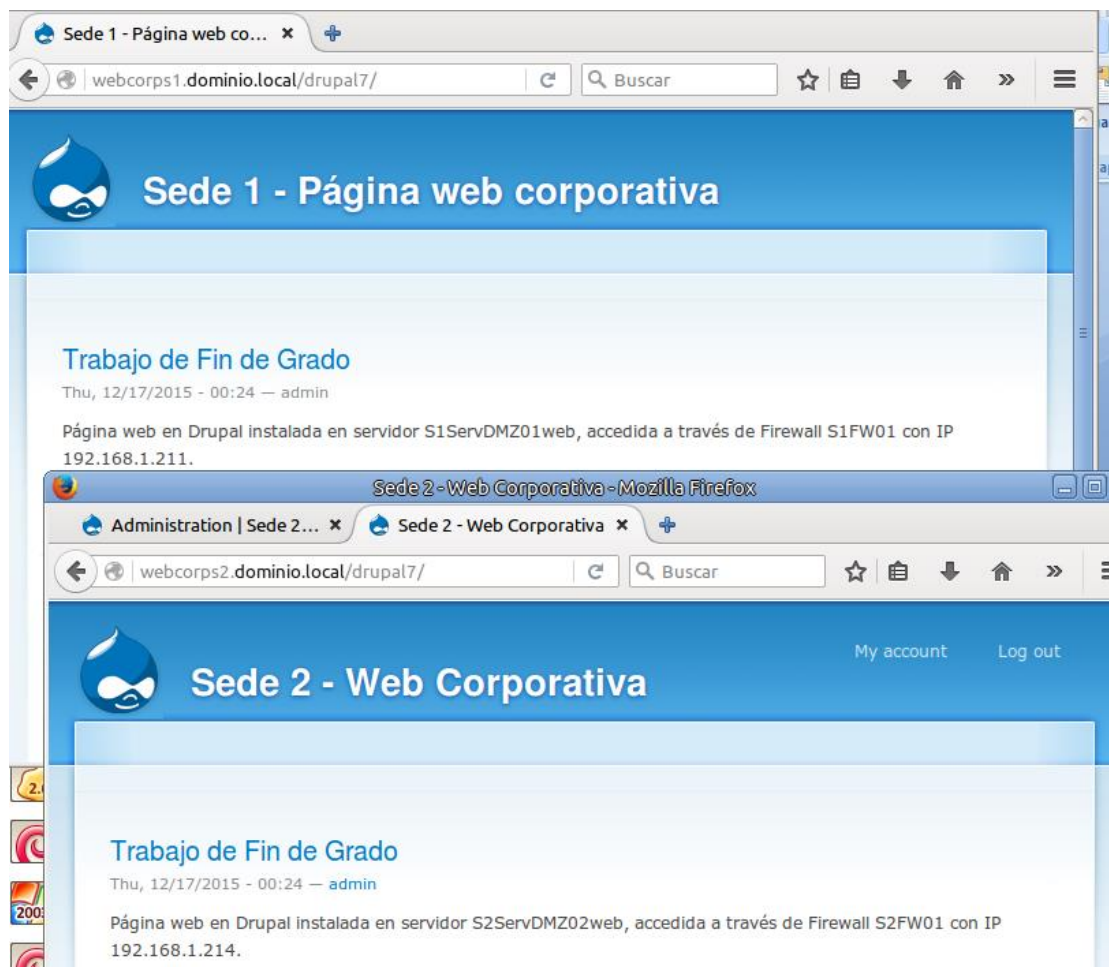 Sede 1 - Página web co...
webcorps1.dominio.local/drupal7/
Buscar
Sede 1 - Página web corporativa
Trabajo de Fin de Grado
Thu, 12/17/2015 - 00:24 — admin
Página web en Drupal instalada en servidor S1ServDMZ01web, accedida a través de Firewall S1FW01 con IP
192.168.1.211.
Sede 2 - Web Corporativa - Mozilla Firefox
Administration | Sede 2...
Sede 2 - Web Corporativa
webcorps2.dominio.local/drupal7/
Buscar
My account
Log out
Sede 2 - Web Corporativa
Trabajo de Fin de Grado
Thu, 12/17/2015 - 00:24 — admin
Página web en Drupal instalada en servidor S2ServDMZ02web, accedida a través de Firewall S2FW01 con IP
192.168.1.214.